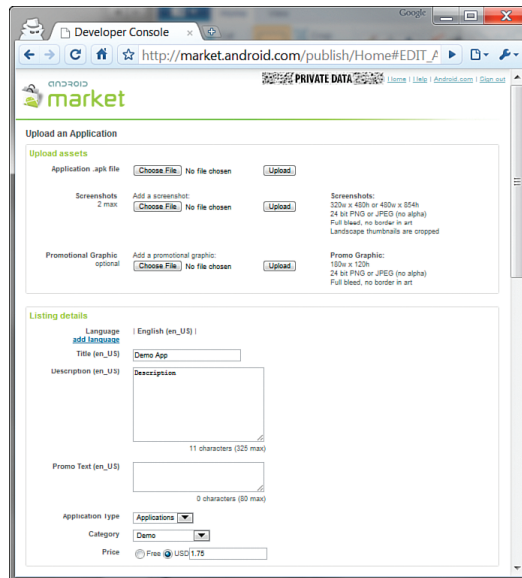 Google
Developer Console
http://market.android.com/publish/Home#EDIT_A
PRIVATE DATA
Home | Help | Android.com | Sign out
android
market
Upload an Application
Upload assets
Application .apk file Choose File No file chosen Upload
Screenshots Add a screenshot: Screenshots:
2 max Choose File No file chosen Upload 320w x 480h or 480w x 854h
24 bit PNG or JPEG (no alpha)
Full bleed, no border in art
Landscape thumbnails are cropped
Promotional Graphic Add a promotional graphic: Promo Graphic:
optional Choose File No file chosen Upload 180w x 120h
24 bit PNG or JPEG (no alpha)
Full bleed, no border in art
Listing details
Language | English (en_US) |
add language
Title (en_US) Demo App
Description (en_US) Description
11 characters (325 max)
Promo Text (en_US)
0 characters (80 max)
Application Type Applications
Category Demo
Price Free USD 1.75